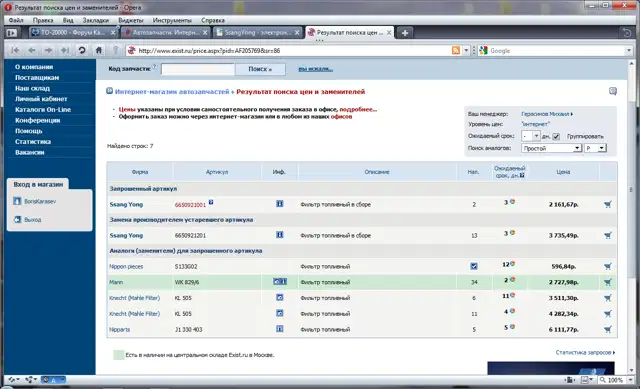 Результат поиска цен и заменителей - Opera
Файл Правка Вид Закладки Виджеты Инструменты Справка
TO-20000 - Форум Ка... Автозапчасти: Интерн... SsangYong - электрон... Результат поиска цен ...
http://www.exist.ru/price.aspx?pid=AF205769&sr=86 Google
О компании
Поставщикам
Наш склад
Личный кабинет
Каталоги On-Line
Конференции
Помощь
Статистика
Вакансии
Вход в магазин
BorisKarasev
Выход
Код запчасти: ? Поиск » вы искали...
Интернет-магазин автозапчастей » Результат поиска цен и заменителей
• Цены указаны при условии самостоятельного получения заказа в офисе, подробнее...
• Оформить заказ можно через интернет-магазин или в любом из наших офисов
Ваш менеджер: Герасимов Михаил
Уровень цен: "интернет"
Ожидаемый срок: - дн. Группировать
Поиск аналогов: Простой Р.
Найдено строк: 7
Фирма Артикул Инф. Описание Нал. Ожидаемый срок, дн. Цена
Запрошенный артикул
Ssang Yong 6650921001 ? Фильтр топливный в сборе 2 3 2 161,67р.
Замена производителем устаревшего артикула
Ssang Yong 6650921201 Фильтр топливный в сборе 13 3 3 735,49р.
Аналоги (заменители) для запрошенного артикула
Nippon pieces S133G02 Фильтр топливный 12 596,84р.
Mann WK 829/6 Фильтр топливный 34 2 2 727,98р.
Knecht (Mahle Filter) KL 505 Фильтр топливный 6 11 3 511,30р.
Knecht (Mahle Filter) KL 505 Фильтр топливный 11 4 4 282,34р.
Nipparts J1 330 403 Фильтр топливный 5 5 6 111,77р.
Есть в наличии на центральном складе Exist.ru в Москве.
Статистика запросов
100%